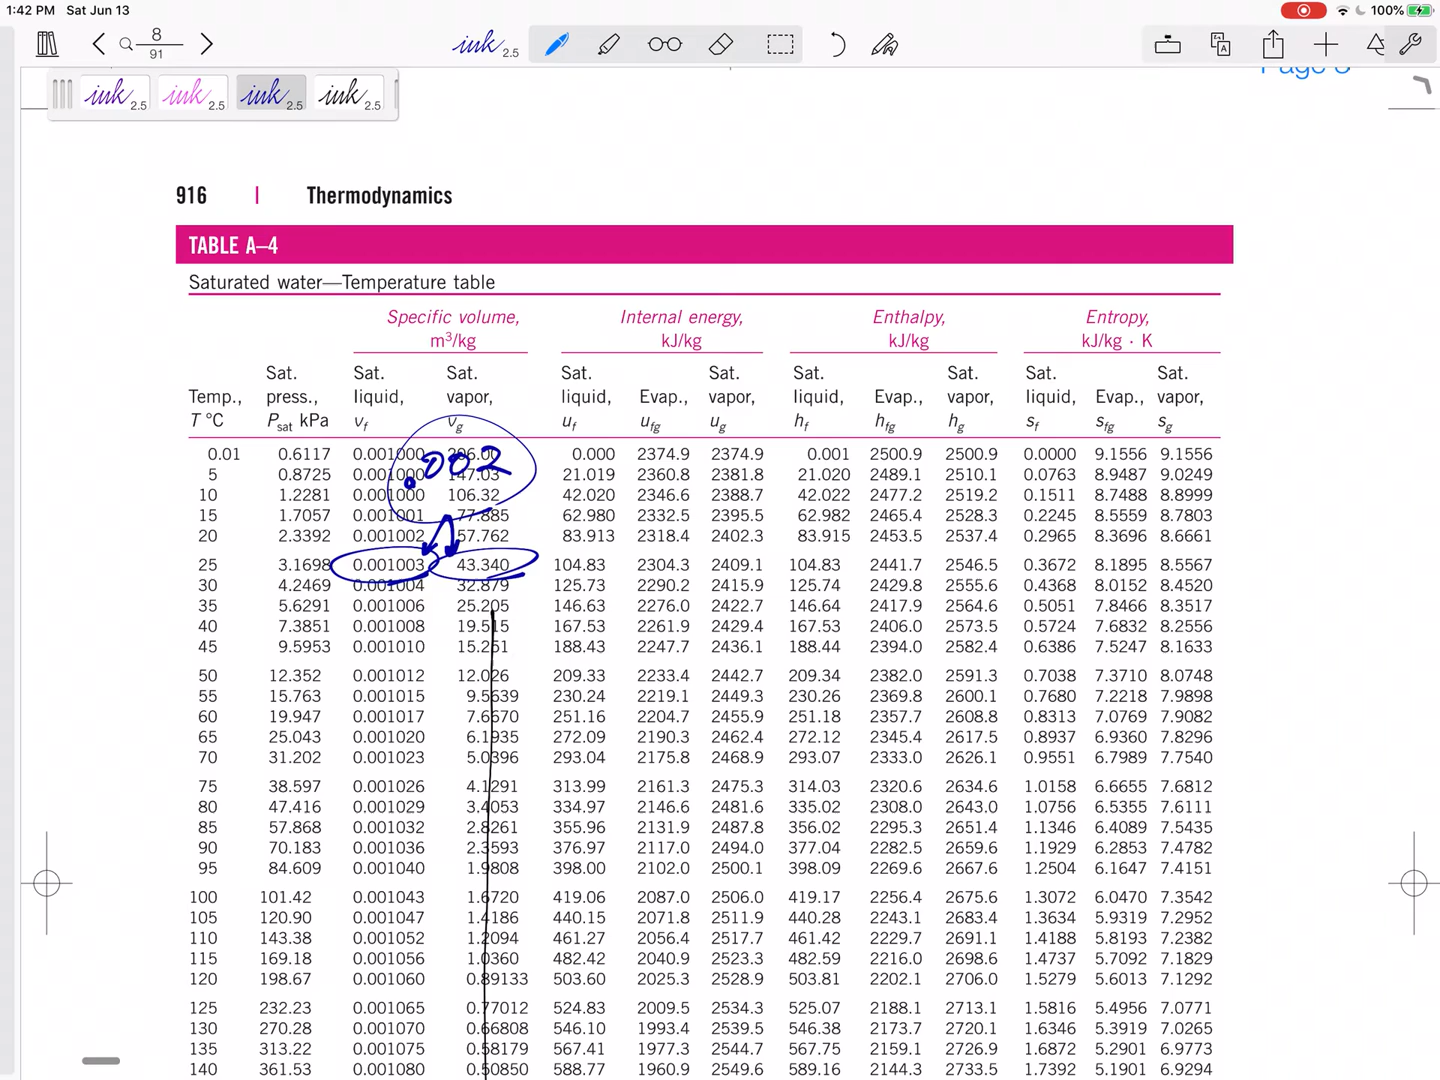 1:42 PM Sat Jun 13
100%
8
91
ink 2.5
ink 2.5
ink 2.5
ink 2.5
ink 2.5
916 | Thermodynamics
TABLE A–4
Saturated water—Temperature table
Specific volume, Internal energy, Enthalpy, Entropy,
m³/kg kJ/kg kJ/kg kJ/kg · K
Sat. Sat. Sat. Sat. Sat. Sat. Sat. Sat. Sat.
Temp., press., liquid, vapor, liquid, Evap., vapor, liquid, Evap., vapor, liquid, Evap., vapor,
T °C Psat kPa vf vg uf ufg ug hf hfg hg sf sfg sg
.002
0.01 0.6117 0.001000 206.00 0.000 2374.9 2374.9 0.001 2500.9 2500.9 0.0000 9.1556 9.1556
5 0.8725 0.001000 147.03 21.019 2360.8 2381.8 21.020 2489.1 2510.1 0.0763 8.9487 9.0249
10 1.2281 0.001000 106.32 42.020 2346.6 2388.7 42.022 2477.2 2519.2 0.1511 8.7488 8.8999
15 1.7057 0.001001 77.885 62.980 2332.5 2395.5 62.982 2465.4 2528.3 0.2245 8.5559 8.7803
20 2.3392 0.001002 57.762 83.913 2318.4 2402.3 83.915 2453.5 2537.4 0.2965 8.3696 8.6661
25 3.1698 0.001003 43.340 104.83 2304.3 2409.1 104.83 2441.7 2546.5 0.3672 8.1895 8.5567
30 4.2469 0.001004 32.879 125.73 2290.2 2415.9 125.74 2429.8 2555.6 0.4368 8.0152 8.4520
35 5.6291 0.001006 25.205 146.63 2276.0 2422.7 146.64 2417.9 2564.6 0.5051 7.8466 8.3517
40 7.3851 0.001008 19.515 167.53 2261.9 2429.4 167.53 2406.0 2573.5 0.5724 7.6832 8.2556
45 9.5953 0.001010 15.251 188.43 2247.7 2436.1 188.44 2394.0 2582.4 0.6386 7.5247 8.1633
50 12.352 0.001012 12.026 209.33 2233.4 2442.7 209.34 2382.0 2591.3 0.7038 7.3710 8.0748
55 15.763 0.001015 9.5639 230.24 2219.1 2449.3 230.26 2369.8 2600.1 0.7680 7.2218 7.9898
60 19.947 0.001017 7.6670 251.16 2204.7 2455.9 251.18 2357.7 2608.8 0.8313 7.0769 7.9082
65 25.043 0.001020 6.1935 272.09 2190.3 2462.4 272.12 2345.4 2617.5 0.8937 6.9360 7.8296
70 31.202 0.001023 5.0396 293.04 2175.8 2468.9 293.07 2333.0 2626.1 0.9551 6.7989 7.7540
75 38.597 0.001026 4.1291 313.99 2161.3 2475.3 314.03 2320.6 2634.6 1.0158 6.6655 7.6812
80 47.416 0.001029 3.4053 334.97 2146.6 2481.6 335.02 2308.0 2643.0 1.0756 6.5355 7.6111
85 57.868 0.001032 2.8261 355.96 2131.9 2487.8 356.02 2295.3 2651.4 1.1346 6.4089 7.5435
90 70.183 0.001036 2.3593 376.97 2117.0 2494.0 377.04 2282.5 2659.6 1.1929 6.2853 7.4782
95 84.609 0.001040 1.9808 398.00 2102.0 2500.1 398.09 2269.6 2667.6 1.2504 6.1647 7.4151
100 101.42 0.001043 1.6720 419.06 2087.0 2506.0 419.17 2256.4 2675.6 1.3072 6.0470 7.3542
105 120.90 0.001047 1.4186 440.15 2071.8 2511.9 440.28 2243.1 2683.4 1.3634 5.9319 7.2952
110 143.38 0.001052 1.2094 461.27 2056.4 2517.7 461.42 2229.7 2691.1 1.4188 5.8193 7.2382
115 169.18 0.001056 1.0360 482.42 2040.9 2523.3 482.59 2216.0 2698.6 1.4737 5.7092 7.1829
120 198.67 0.001060 0.89133 503.60 2025.3 2528.9 503.81 2202.1 2706.0 1.5279 5.6013 7.1292
125 232.23 0.001065 0.77012 524.83 2009.5 2534.3 525.07 2188.1 2713.1 1.5816 5.4956 7.0771
130 270.28 0.001070 0.66808 546.10 1993.4 2539.5 546.38 2173.7 2720.1 1.6346 5.3919 7.0265
135 313.22 0.001075 0.58179 567.41 1977.3 2544.7 567.75 2159.1 2726.9 1.6872 5.2901 6.9773
140 361.53 0.001080 0.50850 588.77 1960.9 2549.6 589.16 2144.3 2733.5 1.7392 5.1901 6.9294